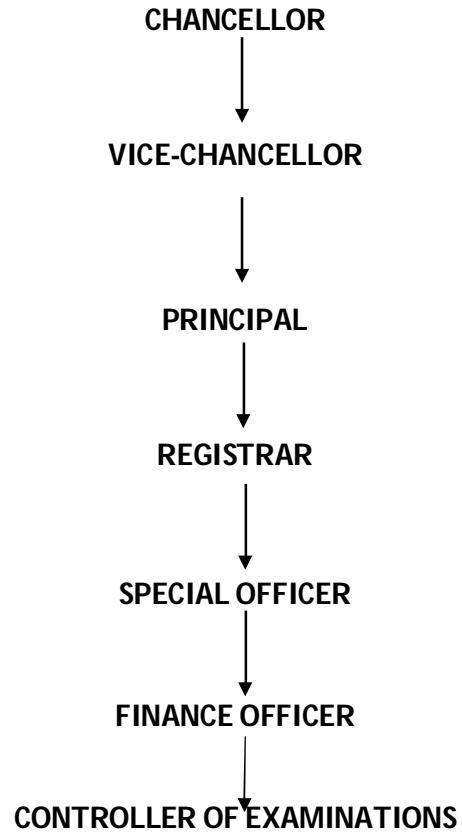 CHANCELLOR
VICE-CHANCELLOR
PRINCIPAL
REGISTRAR
SPECIAL OFFICER
FINANCE OFFICER
CONTROLLER OF EXAMINATIONS